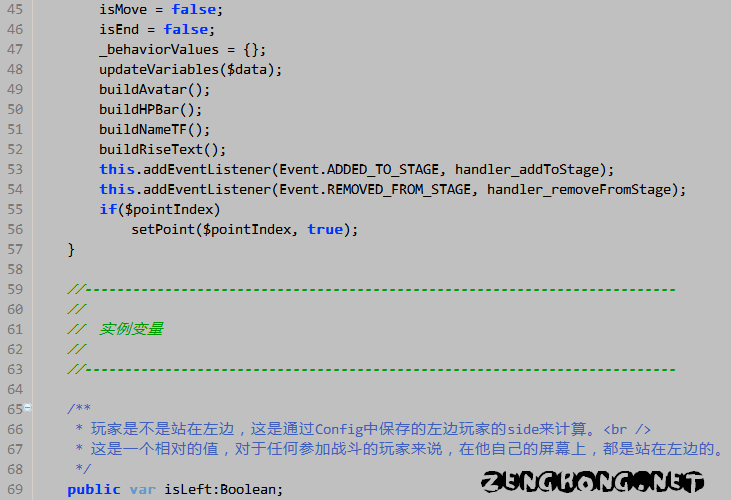 45 isMove = false;
46 isEnd = false;
47 _behaviorValues = {};
48 updateVariables($data);
49 buildAvatar();
50 buildHPBar();
51 buildNameTF();
52 buildRiseText();
53 this.addEventListener(Event.ADDED_TO_STAGE, handler_addToStage);
54 this.addEventListener(Event.REMOVED_FROM_STAGE, handler_removeFromStage);
55 if($pointIndex)
56 setPoint($pointIndex, true);
57 }
58
59 //--------------------------------------------------------------------------
60 //
61 // 实例变量
62 //
63 //--------------------------------------------------------------------------
64
65 /**
66 * 玩家是不是站在左边，这是通过Config中保存的左边玩家的side来计算。<br />
67 * 这是一个相对的值，对于任何参加战斗的玩家来说，在他自己的屏幕上，都是站在左边的。
68 */
69 public var isLeft:Boolean;
ZENGRONG.NET